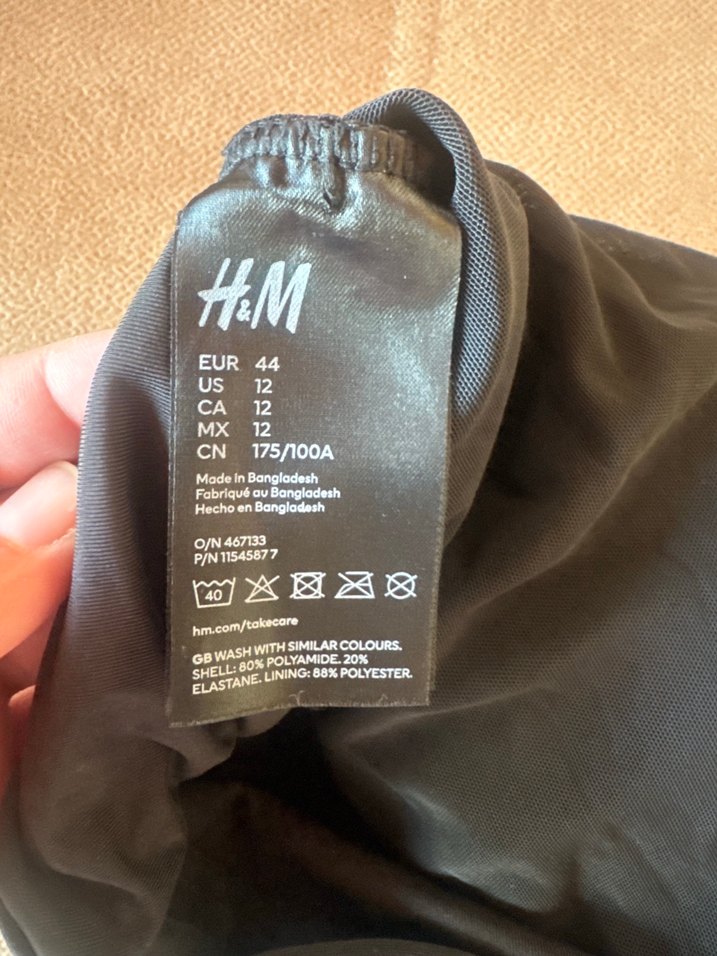 H&M
EUR 44
US 12
CA 12
MX 12
CN 175/100A
Made in Bangladesh
Fabriqué au Bangladesh
Hecho en Bangladesh
O/N 467133
P/N 11545877
40
hm.com/takecare
GB WASH WITH SIMILAR COLOURS.
SHELL: 80% POLYAMIDE. 20%
ELASTANE. LINING: 88% POLYESTER.